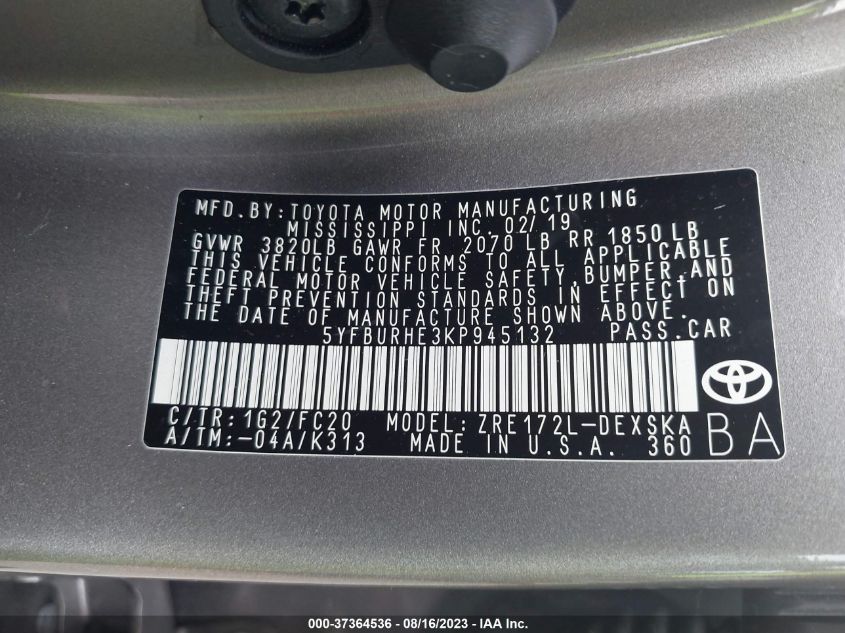 MFD.BY:TOYOTA MOTOR MANUFACTURING
MISSISSIPPI INC. 02/19
GVWR 3820LB GAWR FR 2070 LB RR 1850LB
THIS VEHICLE CONFORMS TO ALL APPLICABLE
FEDERAL MOTOR VEHICLE SAFETY,BUMPER,AND
THEFT PREVENTION STANDARDS IN EFFECT ON
THE DATE OF MANUFACTURE SHOWN ABOVE.
5YFBURHE3KP945132 PASS.CAR
C/TR:1G2/FC20 MODEL:ZRE172L-DEXSKA
A/TM:-04A/K313 MADE IN U.S.A. 360
BA
000-37364536 - 08/16/2023 - IAA Inc.